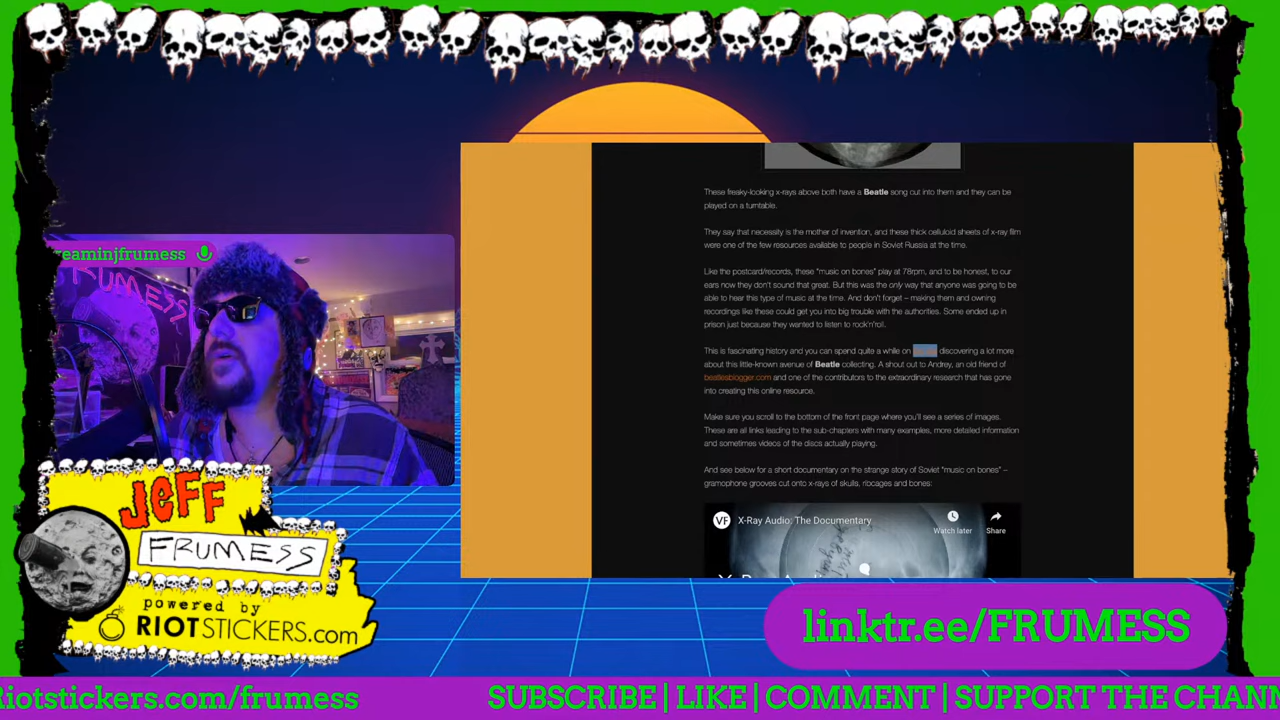 These freaky-looking x-rays above both have a Beatle song cut into them and they can be
played on a turntable.
They say that necessity is the mother of invention, and these thick celluloid sheets of x-ray film
were one of the few resources available to people in Soviet Russia at the time.
Like the postcard/records, these "music on bones" play at 78rpm, and to be honest, to our
ears now they don't sound that great. But this was the only way that anyone was going to be
able to hear this type of music at the time. And don't forget – making them and owning
recordings like these could get you into big trouble with the authorities. Some ended up in
prison just because they wanted to listen to rock'n'roll.
This is fascinating history and you can spend quite a while on discovering a lot more
about this little-known avenue of Beatle collecting. A shout out to Andrey, an old friend of
beatlesblogger.com and one of the contributors to the extraordinary research that has gone
into creating this online resource.
Make sure you scroll to the bottom of the front page where you'll see a series of images.
These are all links leading to the sub-chapters with many examples, more detailed information
and sometimes videos of the discs actually playing.
And see below for a short documentary on the strange story of Soviet "music on bones" –
gramophone grooves cut onto x-rays of skulls, ribcages and bones:
VF X-Ray Audio: The Documentary
Watch later
Share
eaminjfrumess
FRUMESS
JEFF
FRUMESS
powered by
RIOTSTICKERS.com
linktr.ee/FRUMESS
Riotstickers.com/frumess
SUBSCRIBE | LIKE | COMMENT | SUPPORT THE CHANN